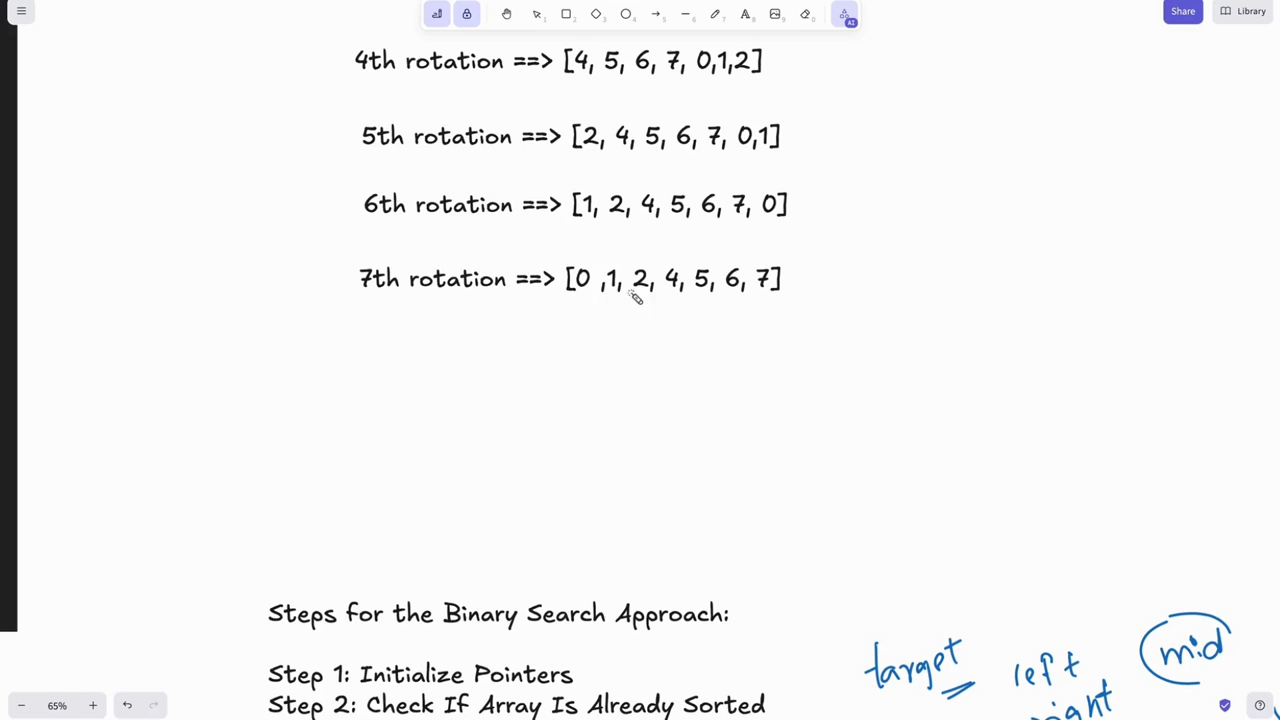 Share
Library
AI
4th rotation ==> [4, 5, 6, 7, 0,1,2]
5th rotation ==> [2, 4, 5, 6, 7, 0,1]
6th rotation ==> [1, 2, 4, 5, 6, 7, 0]
7th rotation ==> [0 ,1, 2, 4, 5, 6, 7]
Steps for the Binary Search Approach:
target left mid
Step 1: Initialize Pointers
Step 2: Check If Array Is Already Sorted
65%